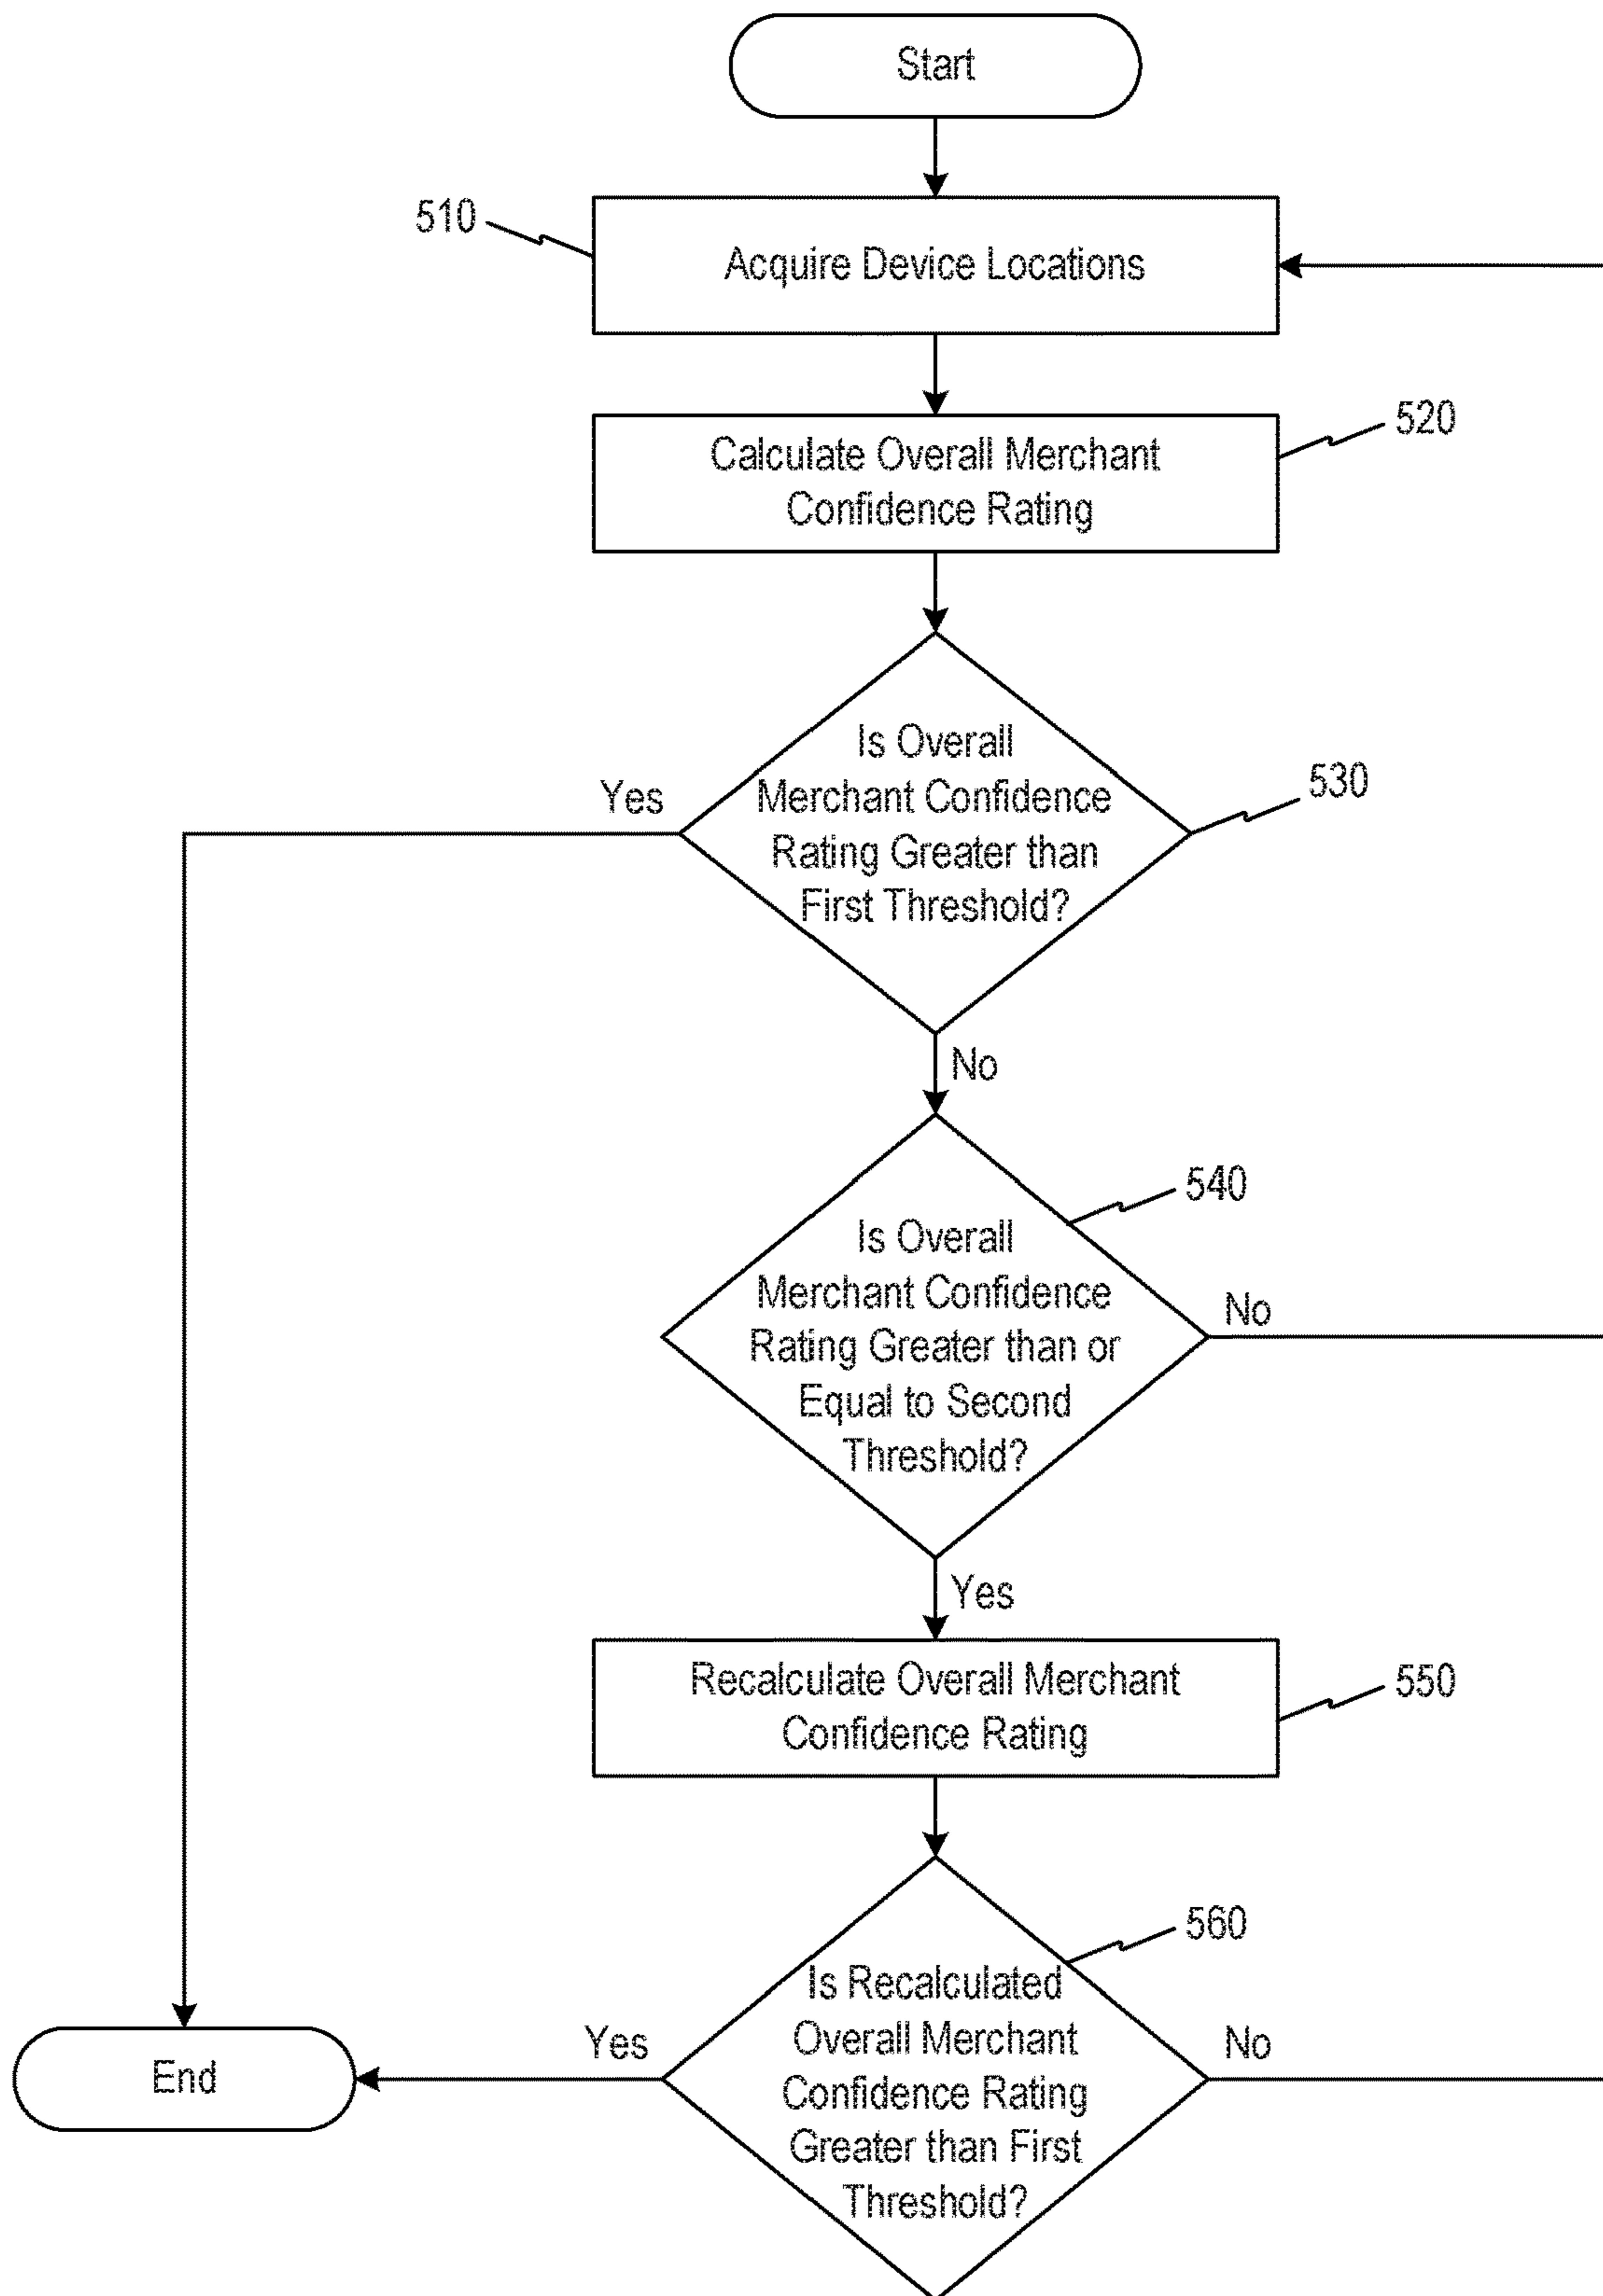 Start
510
Acquire Device Locations
520
Calculate Overall Merchant
Confidence Rating
530
Yes
Is Overall
Merchant Confidence
Rating Greater than
First Threshold?
No
540
Is Overall
Merchant Confidence
Rating Greater than or
Equal to Second
Threshold?
No
Yes
550
Recalculate Overall Merchant
Confidence Rating
560
Is Recalculated
Overall Merchant
Confidence Rating
Greater than First
Threshold?
Yes
No
End